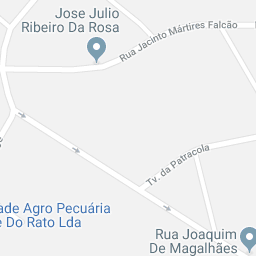 Jose Julio
Ribeiro Da Rosa
Rua Jacinto Mártires Falcão
Tv. da Patracola
Agro Pecuária
Do Rato Lda
Rua Joaquim
De Magalhães